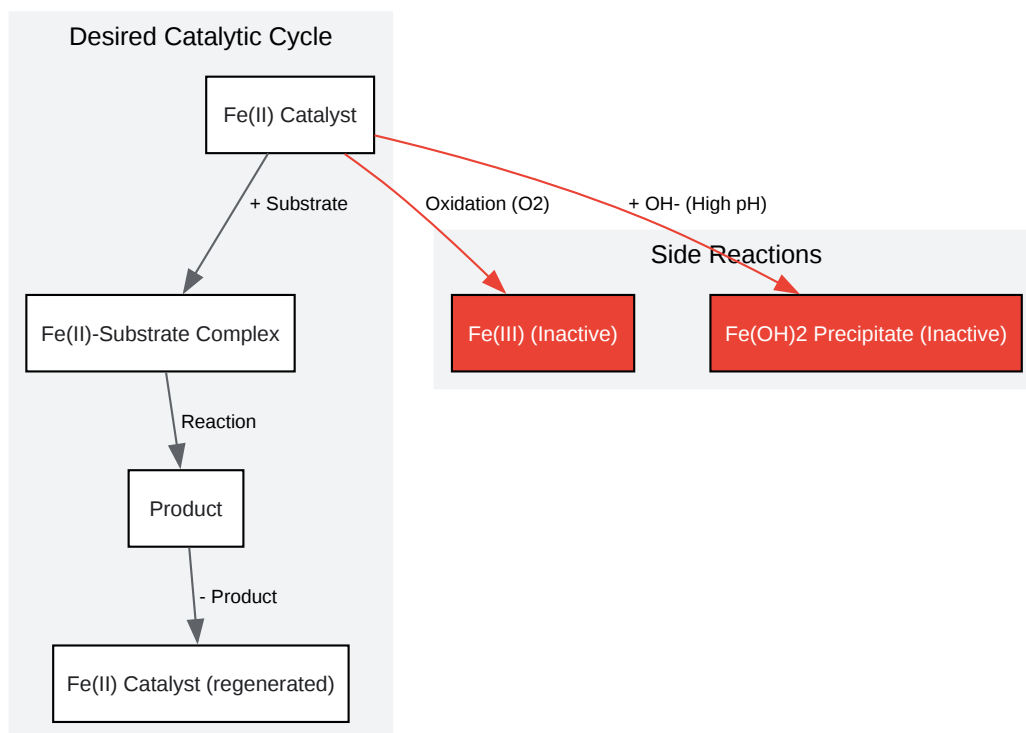 Desired Catalytic Cycle
Fe(II) Catalyst
+ Substrate
Oxidation (O2)
+ OH- (High pH)
Side Reactions
Fe(II)-Substrate Complex
Fe(III) (Inactive)
Fe(OH)2 Precipitate (Inactive)
Reaction
Product
- Product
Fe(II) Catalyst (regenerated)